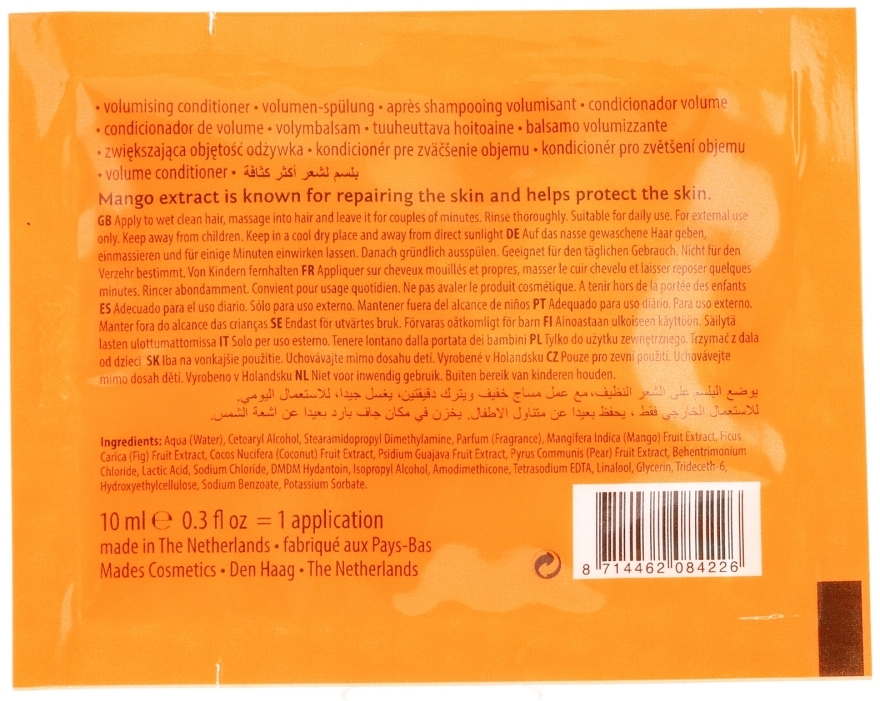 • volumising conditioner • volumen-spülung • après shampooing volumisant • condicionador volume
• condicionador de volume • volymbalsam • tuuheuttava hoitoaine • balsamo volumizzante
• zwiększająca objętość odżywka • kondicionér pre zväčšenie objemu • kondicionér pro zvětšení objemu
• volume conditioner • بلسم لشعر أكثر كثافة
Mango extract is known for repairing the skin and helps protect the skin.
GB Apply to wet clean hair, massage into hair and leave it for couples of minutes. Rinse thoroughly. Suitable for daily use. For external use
only. Keep away from children. Keep in a cool dry place and away from direct sunlight DE Auf das nasse gewaschene Haar geben,
einmassieren und für einige Minuten einwirken lassen. Danach gründlich ausspülen. Geeignet für den täglichen Gebrauch. Nicht für den
Verzehr bestimmt. Von Kindern fernhalten FR Appliquer sur cheveux mouillés et propres, masser le cuir chevelu et laisser reposer quelques
minutes. Rincer abondamment. Convient pour usage quotidien. Ne pas avaler le produit cosmétique. A tenir hors de la portée des enfants
ES Adecuado para el uso diario. Sólo para uso externo. Mantener fuera del alcance de niños PT Adequado para uso diário. Para uso externo.
Manter fora do alcance das crianças SE Endast för utvärtes bruk. Förvaras oåtkomligt för barn FI Ainoastaan ulkoiseen käyttöön. Säilytä
lasten ulottumattomissa IT Solo per uso esterno. Tenere lontano dalla portata dei bambini PL Tylko do użytku zewnętrznego. Trzymać z dala
od dzieci SK Iba na vonkajšie použitie. Uchovávajte mimo dosahu detí. Vyrobené v Holandsku CZ Pouze pro zevní použití. Uchovávejte
mimo dosah dětí. Vyrobeno v Holandsku NL Niet voor inwendig gebruik. Buiten bereik van kinderen houden.
يوضع البلسم على الشعر النظيف، مع عمل مساج خفيف ويترك دقيقتين، يغسل جيدا، للاستعمال اليومي.
للاستعمال الخارجي فقط ، يحفظ بعيدا عن متناول الاطفال. يخزن في مكان جاف بارد بعيدا عن اشعة الشمس.
Ingredients: Aqua (Water), Cetearyl Alcohol, Stearamidopropyl Dimethylamine, Parfum (Fragrance), Mangifera Indica (Mango) Fruit Extract, Ficus
Carica (Fig) Fruit Extract, Cocos Nucifera (Coconut) Fruit Extract, Psidium Guajava Fruit Extract, Pyrus Communis (Pear) Fruit Extract, Behentrimonium
Chloride, Lactic Acid, Sodium Chloride, DMDM Hydantoin, Isopropyl Alcohol, Amodimethicone, Tetrasodium EDTA, Linalool, Glycerin, Trideceth-6,
Hydroxyethylcellulose, Sodium Benzoate, Potassium Sorbate.
10 ml ℮ 0.3 fl oz = 1 application
made in The Netherlands • fabriqué aux Pays-Bas
Mades Cosmetics • Den Haag • The Netherlands
8 714462 084226